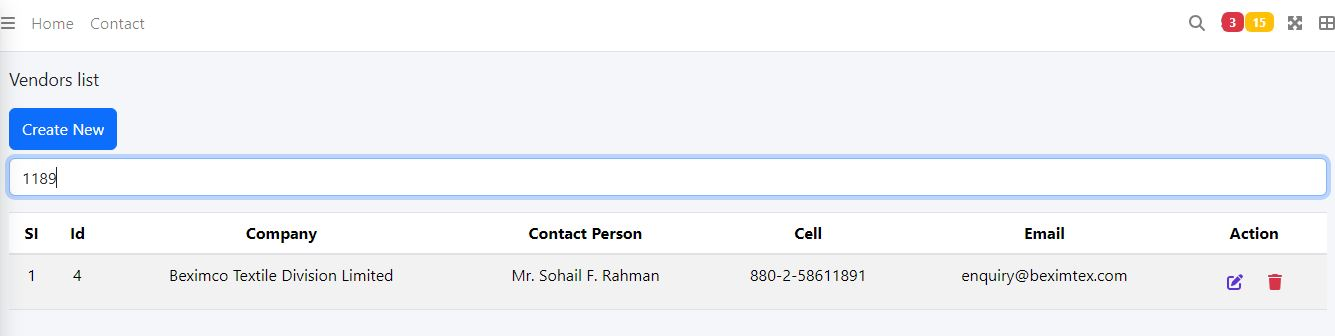 Home Contact 3 15
Vendors list
Create New
1189
Sl Id Company Contact Person Cell Email Action
1 4 Beximco Textile Division Limited Mr. Sohail F. Rahman 880-2-58611891 enquiry@beximtex.com